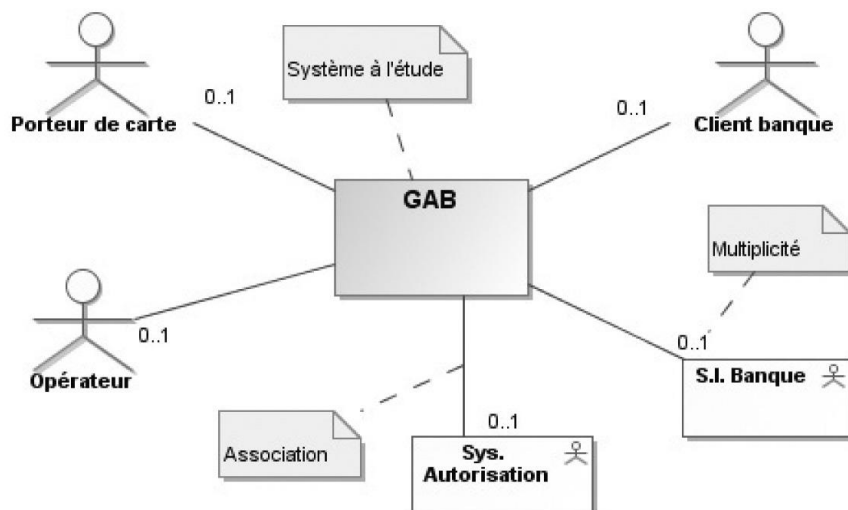 Système à l'étude
0..1
0..1
Porteur de carte
Client banque
GAB
Multiplicité
0..1
0..1
Opérateur
S.I. Banque
0..1
Association
Sys.
Autorisation